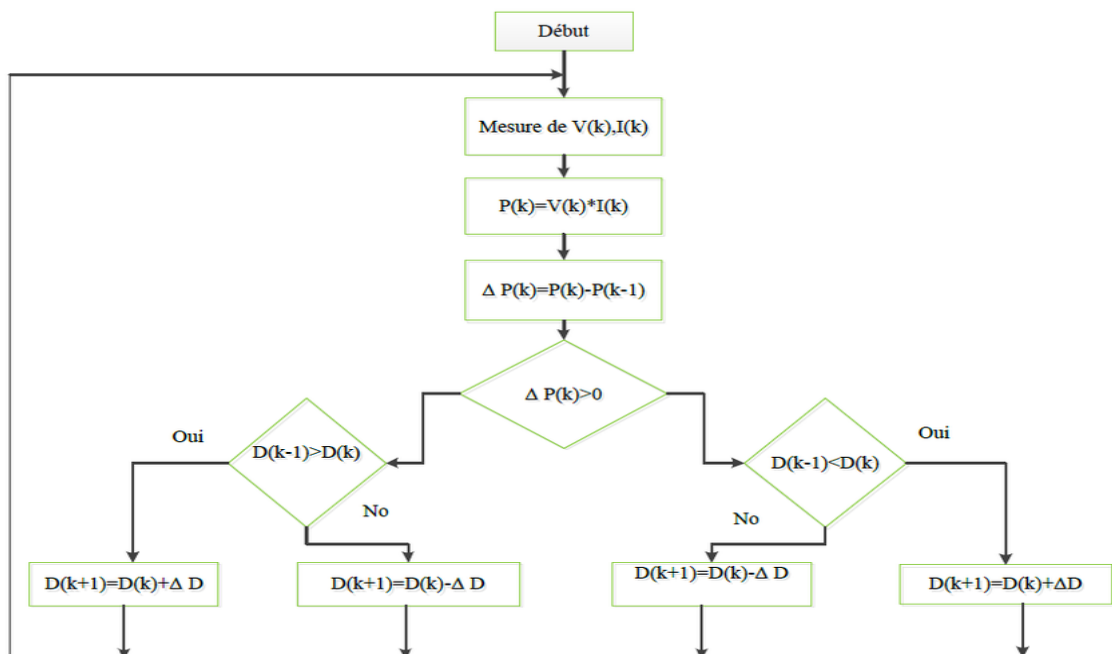 Début
Mesure de V(k),I(k)
P(k)=V(k)*I(k)
Δ P(k)=P(k)-P(k-1)
Δ P(k)>0
Oui
D(k-1)>D(k)
No
D(k-1)<D(k)
Oui
No
D(k+1)=D(k)+Δ D
D(k+1)=D(k)-Δ D
D(k+1)=D(k)-Δ D
D(k+1)=D(k)+ΔD